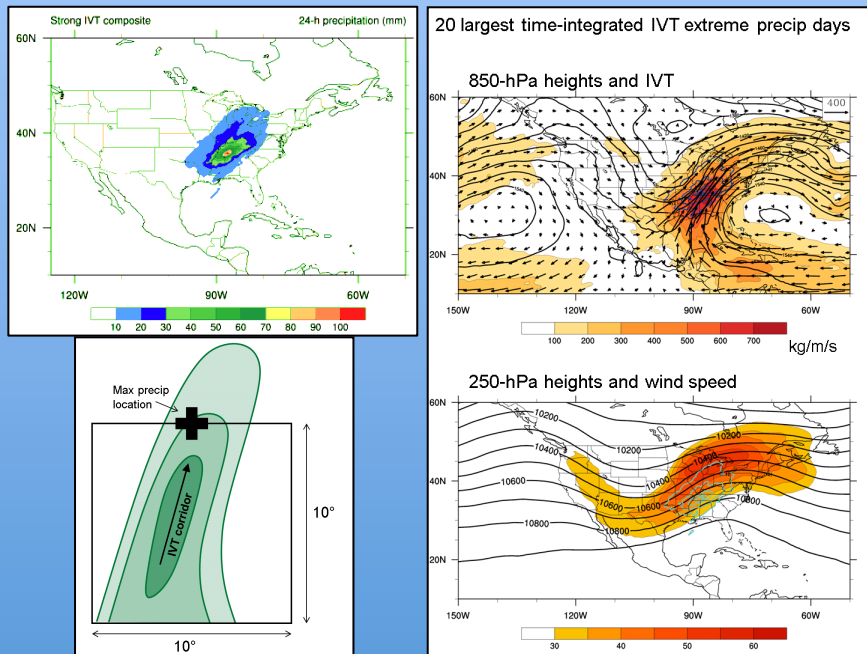 Strong IVT composite 24-h precipitation (mm)
60N
40N
20N
120W 90W 60W
10 20 30 40 50 60 70 80 90 100
Max precip
location
IVT corridor
10°
10°
20 largest time-integrated IVT extreme precip days
850-hPa heights and IVT
60N
400
40N
20N
150W 120W 90W 60W
100 200 300 400 500 600 700
kg/m/s
250-hPa heights and wind speed
60N
10200
10200
10200
10400
10400
10400
40N
10600
10600
10600
10800
10800
10800
20N
150W 120W 90W 60W
30 40 50 60